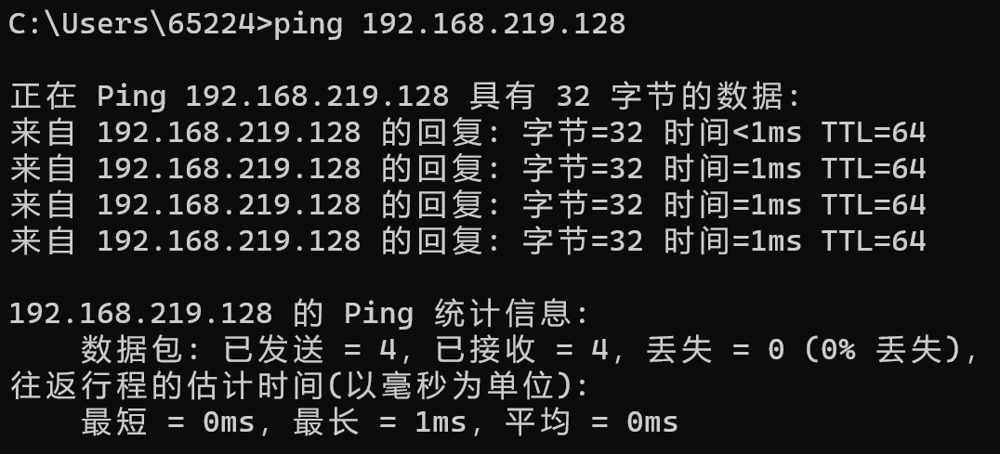 C:\Users\65224>ping 192.168.219.128
正在 Ping 192.168.219.128 具有 32 字节的数据:
来自 192.168.219.128 的回复: 字节=32 时间<1ms TTL=64
来自 192.168.219.128 的回复: 字节=32 时间=1ms TTL=64
来自 192.168.219.128 的回复: 字节=32 时间=1ms TTL=64
来自 192.168.219.128 的回复: 字节=32 时间=1ms TTL=64
192.168.219.128 的 Ping 统计信息:
    数据包: 已发送 = 4，已接收 = 4，丢失 = 0 (0% 丢失)，
往返行程的估计时间(以毫秒为单位):
    最短 = 0ms，最长 = 1ms，平均 = 0ms